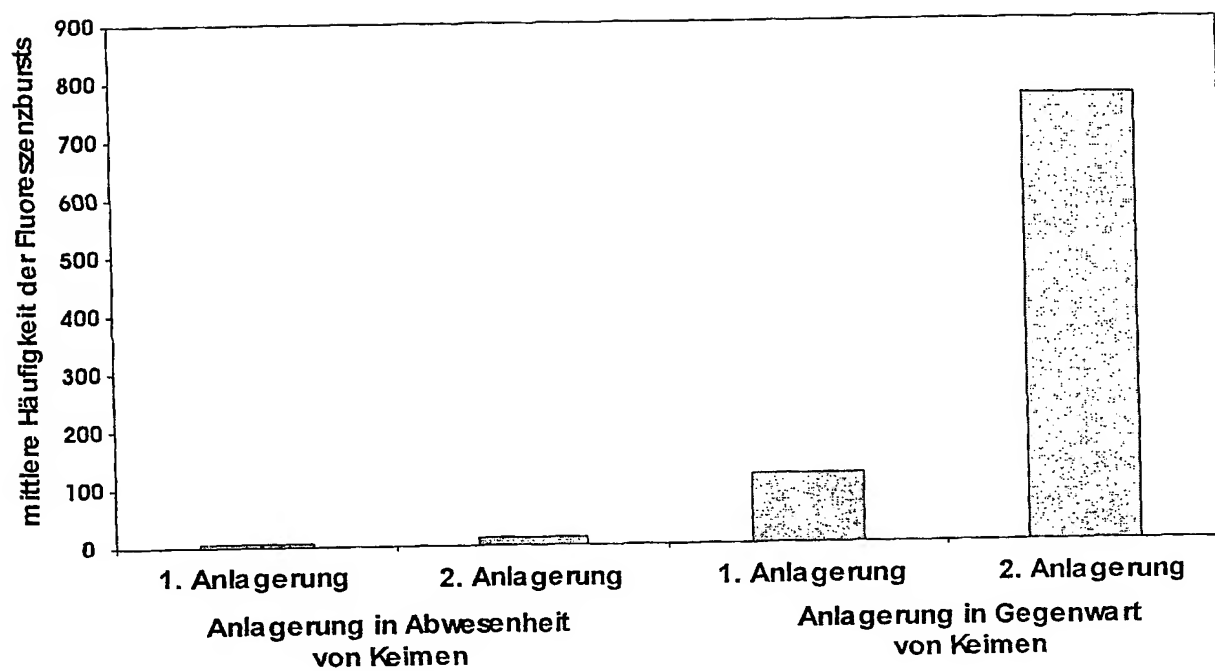 mittlere Häufigkeit der Fluoreszenzbursts
900
800
700
600
500
400
300
200
100
0
1. Anlagerung
2. Anlagerung
1. Anlagerung
2. Anlagerung
Anlagerung in Abwesenheit
von Keimen
Anlagerung in Gegenwart
von Keimen